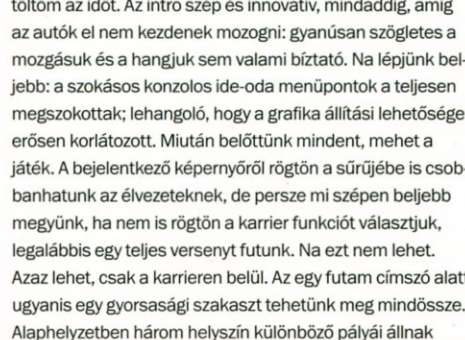 töltöm az időt. Az intro szép és innovatív, mindaddig, amíg
az autók el nem kezdenek mozogni: gyanúsan szögletes a
mozgásuk és a hangjuk sem valami bíztató. Na lépjünk bel-
jebb: a szokásos konzolos ide-oda menüpontok a teljesen
megszokottak; lehangoló, hogy a grafika állítási lehetősége
erősen korlátozott. Miután belőttünk mindent, mehet a
játék. A bejelentkező képernyőről rögtön a sűrűjébe is csob-
banhatunk az élvezeteknek, de persze mi szépen beljebb
megyünk, ha nem is rögtön a karrier funkciót választjuk,
legalábbis egy teljes versenyt futunk. Na ezt nem lehet.
Azaz lehet, csak a karrieren belül. Az egy futam címszó alatt
ugyanis egy gyorsasági szakaszt tehetünk meg mindössze.
Alaphelyzetben három helyszín különböző pályái állnak